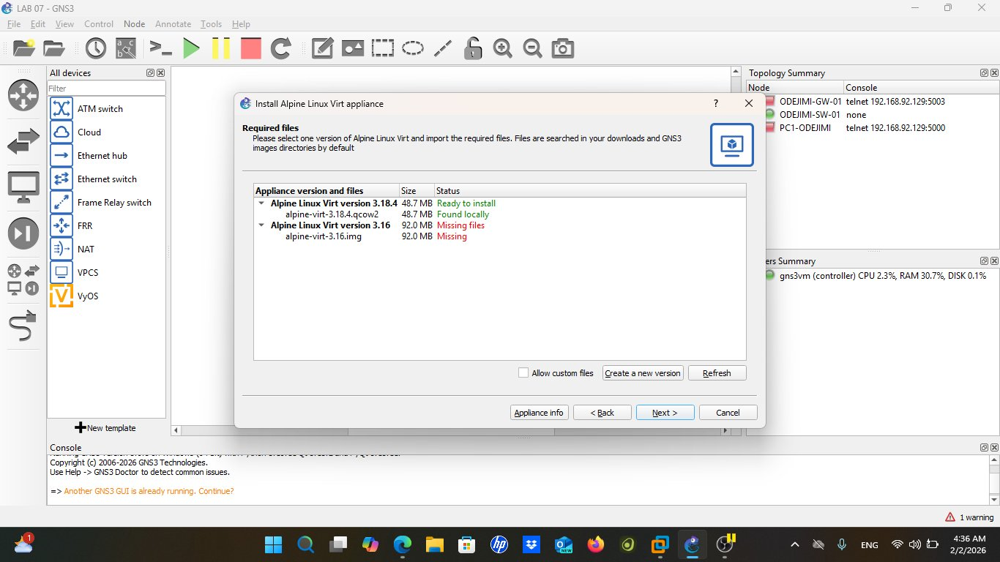 LAB 07 - GNS3
File Edit View Control Node Annotate Tools Help
All devices
Filter
ATM switch
Cloud
Ethernet hub
Ethernet switch
Frame Relay switch
FRR
NAT
VPCS
VyOS
New template
Install Alpine Linux Virt appliance
?
Required files
Please select one version of Alpine Linux Virt and import the required files. Files are searched in your downloads and GNS3
images directories by default
Appliance version and files Size Status
Alpine Linux Virt version 3.18.4 48.7 MB Ready to install
alpine-virt-3.18.4.qcow2 48.7 MB Found locally
Alpine Linux Virt version 3.16 92.0 MB Missing files
alpine-virt-3.16.img 92.0 MB Missing
Allow custom files Create a new version Refresh
Appliance info < Back Next > Cancel
Topology Summary
Node Console
ODEJIMI-GW-01 telnet 192.168.92.129:5003
ODEJIMI-SW-01 none
PC1-ODEJIMI telnet 192.168.92.129:5000
ers Summary
gns3vm (controller) CPU 2.3%, RAM 30.7%, DISK 0.1%
Console
Copyright (c) 2006-2026 GNS3 Technologies.
Use Help -> GNS3 Doctor to detect common issues.
=> Another GNS3 GUI is already running. Continue?
1 warning
1
ENG
4:36 AM
2/2/2026